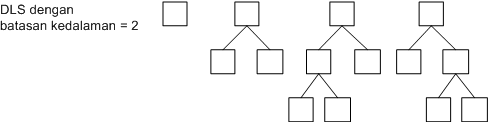 DLS dengan
batasan kedalaman = 2